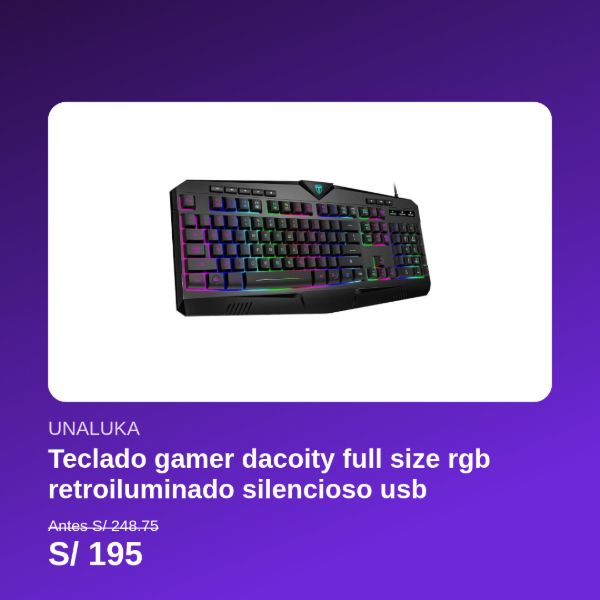 UNALUKA
Teclado gamer dacoity full size rgb
retroiluminado silencioso usb
Antes S/ 248.75
S/ 195